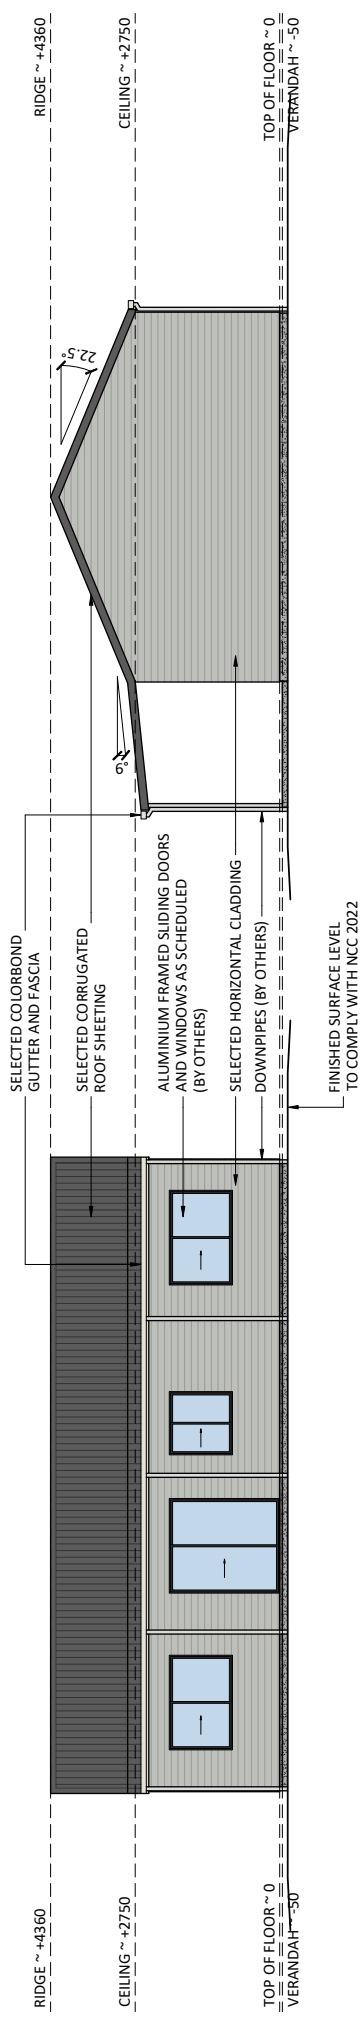 RIDGE ~ +4360
CEILING ~ +2750
TOP OF FLOOR ~ 0
VERANDAH ~ -50
SELECTED COLORBOND
GUTTER AND FASCIA
SELECTED CORRUGATED
ROOF SHEETING
ALUMINIUM FRAMED SLIDING DOORS
AND WINDOWS AS SCHEDULED
(BY OTHERS)
SELECTED HORIZONTAL CLADDING
DOWNPIPES (BY OTHERS)
FINISHED SURFACE LEVEL
TO COMPLY WITH NCC 2022
6°
22.5°
RIDGE ~ +4360
CEILING ~ +2750
TOP OF FLOOR ~ 0
VERANDAH ~ -50